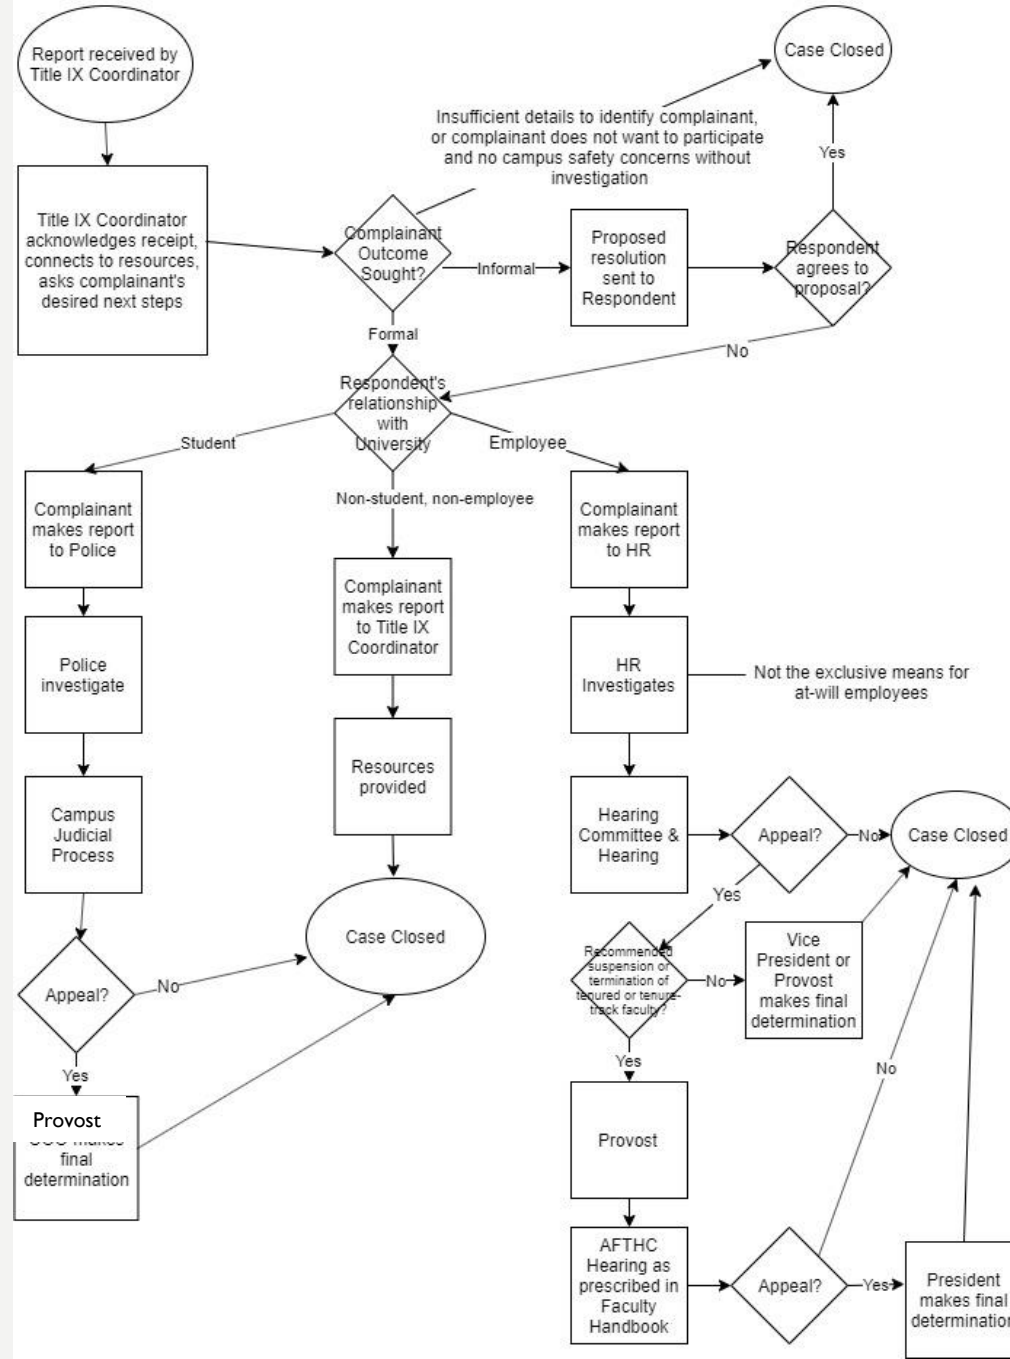 Report received by
Title IX Coordinator
Case Closed
Insufficient details to identify complainant,
or complainant does not want to participate
and no campus safety concerns without
investigation
Yes
Title IX Coordinator
acknowledges receipt,
connects to resources,
asks complainant's
desired next steps
Complainant
Outcome
Sought?
Informal
Proposed
resolution
sent to
Respondent
Respondent
agrees to
proposal?
Formal
No
Respondent's
relationship
with
University
Student
Employee
Non-student, non-employee
Complainant
makes report
to Police
Complainant
makes report
to Title IX
Coordinator
Complainant
makes report
to HR
Police
investigate
HR
Investigates
Not the exclusive means for
at-will employees
Resources
provided
Campus
Judicial
Process
Hearing
Committee &
Hearing
Appeal?
No
Case Closed
Yes
Case Closed
Appeal?
No
Recommended
suspension or
termination of
tenured or tenure-
track faculty?
No
Vice
President or
Provost
makes final
determination
Yes
Yes
No
Provost
final
determination
Provost
AFTHC
Hearing as
prescribed in
Faculty
Handbook
Appeal?
Yes
President
makes final
determination